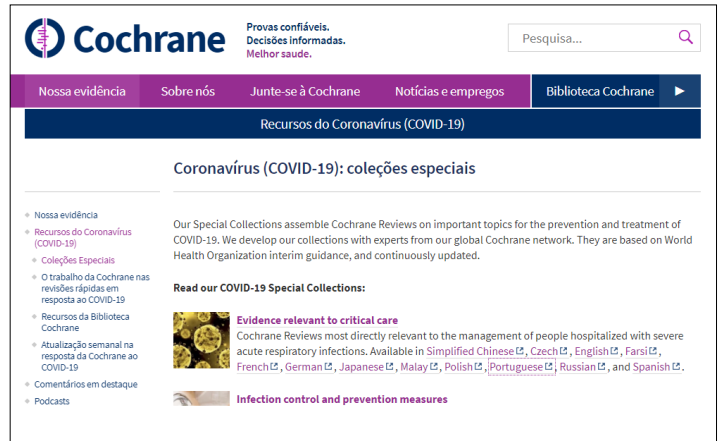 Cochrane
Provas confiáveis.
Decisões informadas.
Melhor saude.
Pesquisa...
Nossa evidência
Sobre nós
Junte-se à Cochrane
Notícias e empregos
Biblioteca Cochrane
Recursos do Coronavírus (COVID-19)
Coronavírus (COVID-19): coleções especiais
Nossa evidência
Recursos do Coronavírus
(COVID-19)
Coleções Especiais
O trabalho da Cochrane nas
revisões rápidas em
resposta ao COVID-19
Recursos da Biblioteca
Cochrane
Atualização semanal na
resposta da Cochrane ao
COVID-19
Comentários em destaque
Podcasts
Our Special Collections assemble Cochrane Reviews on important topics for the prevention and treatment of
COVID-19. We develop our collections with experts from our global Cochrane network. They are based on World
Health Organization interim guidance, and continuously updated.
Read our COVID-19 Special Collections:
Evidence relevant to critical care
Cochrane Reviews most directly relevant to the management of people hospitalized with severe
acute respiratory infections. Available in Simplified Chinese, Czech, English, Farsi,
French, German, Japanese, Malay, Polish, Portuguese, Russian, and Spanish.
Infection control and prevention measures